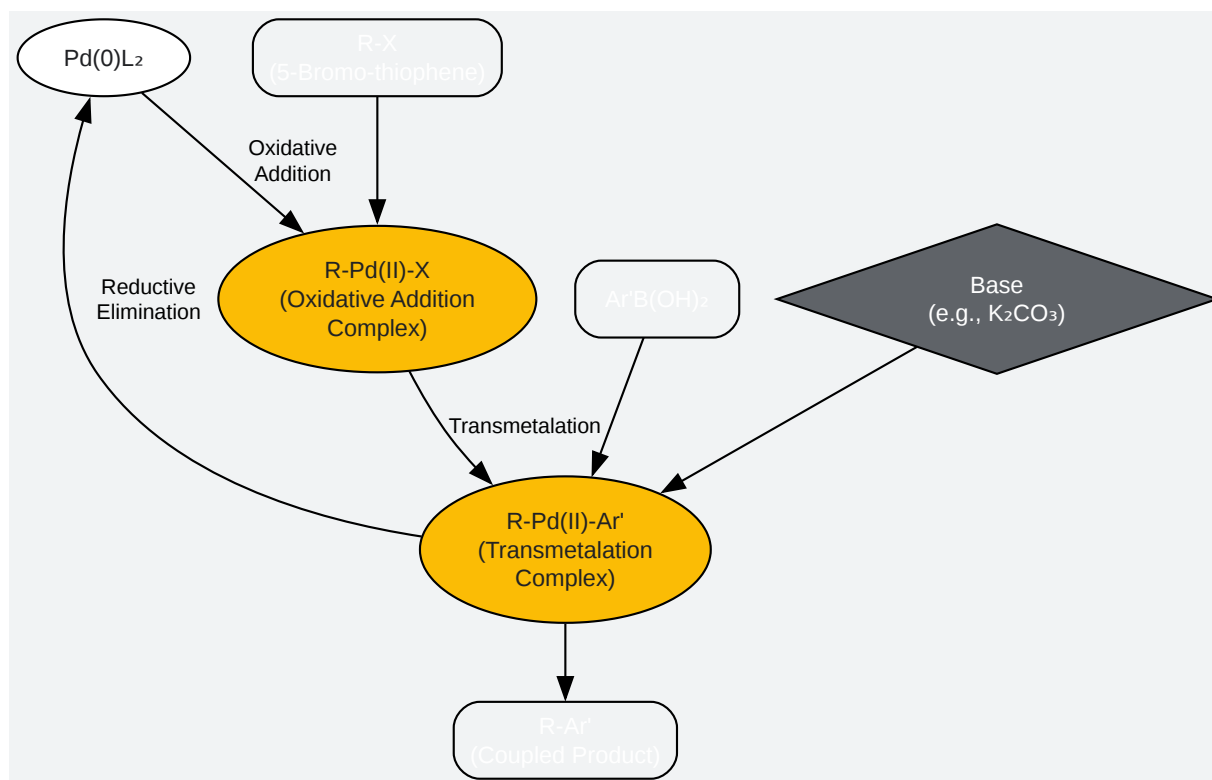 Pd(0)L₂
R-X
(5-Bromo-thiophene)
Oxidative
Addition
R-Pd(II)-X
(Oxidative Addition
Complex)
Reductive
Elimination
Ar'B(OH)₂
Base
(e.g., K₂CO₃)
Transmetalation
R-Pd(II)-Ar'
(Transmetalation
Complex)
R-Ar'
(Coupled Product)